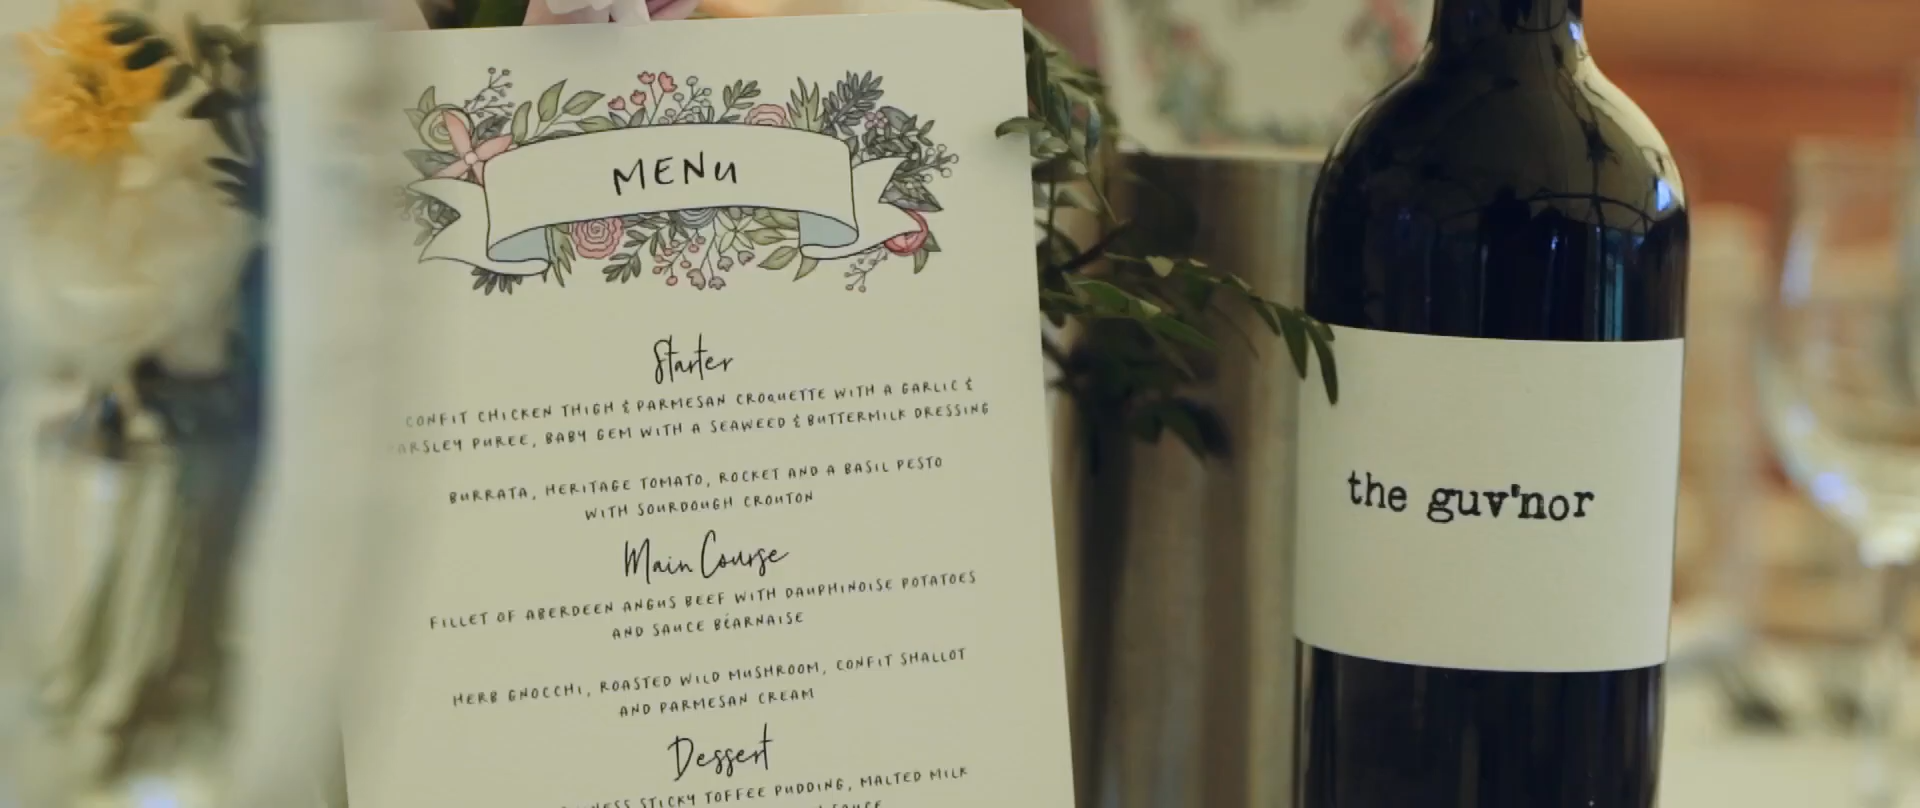 MENU
Starter
CONFIT CHICKEN THIGH & PARMESAN CROQUETTE WITH A GARLIC &
PARSLEY PUREE, BABY GEM WITH A SEAWEED & BUTTERMILK DRESSING
BURRATA, HERITAGE TOMATO, ROCKET AND A BASIL PESTO
WITH SOURDOUGH CROUTON
Main Course
FILLET OF ABERDEEN ANGUS BEEF WITH DAUPHINOISE POTATOES
AND SAUCE BÉARNAISE
HERB GNOCCHI, ROASTED WILD MUSHROOM, CONFIT SHALLOT
AND PARMESAN CREAM
Dessert
STICKY TOFFEE PUDDING, MALTED MILK
SAUCE
the guv'nor